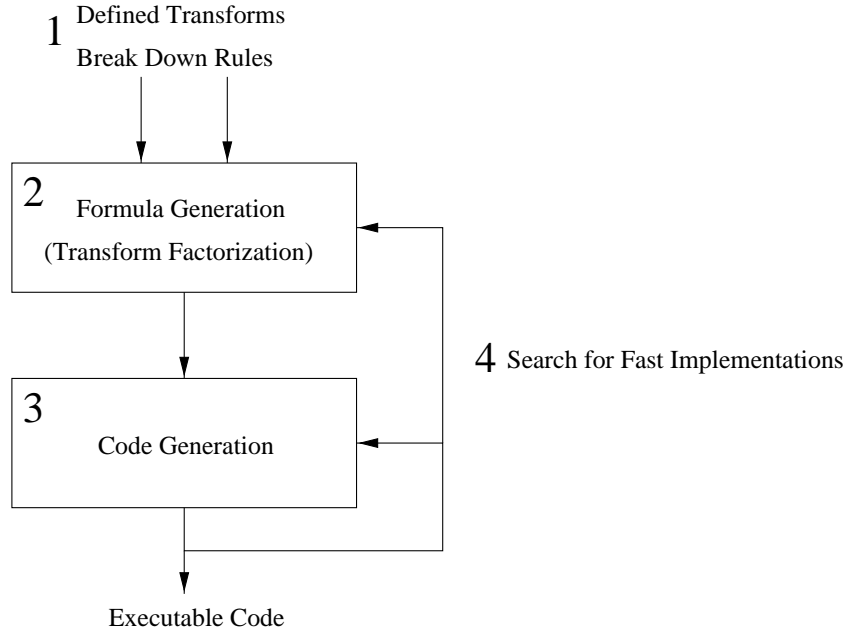 1 Defined Transforms
Break Down Rules
2
Formula Generation
(Transform Factorization)
4 Search for Fast Implementations
3
Code Generation
Executable Code